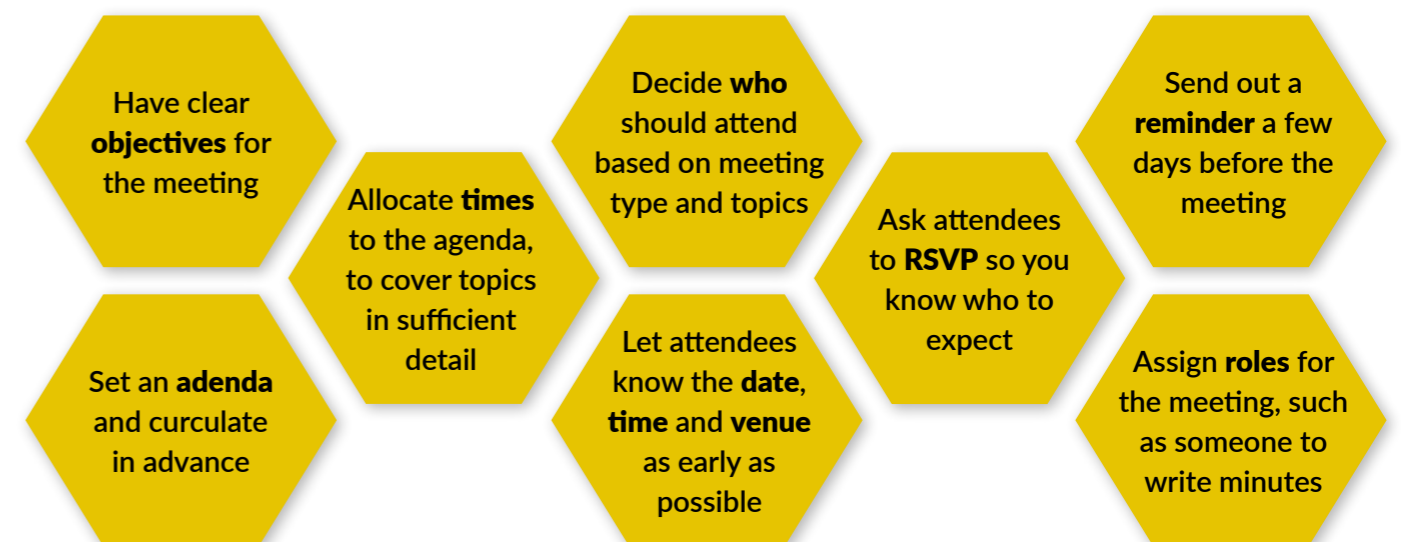 Have clear
objectives for
the meeting
Set an adenda
and curculate
in advance
Allocate times
to the agenda,
to cover topics
in sufficient
detail
Decide who
should attend
based on meeting
type and topics
Let attendees
know the date,
time and venue
as early as
possible
Ask attendees
to RSVP so you
know who to
expect
Send out a
reminder a few
days before the
meeting
Assign roles for
the meeting, such
as someone to
write minutes